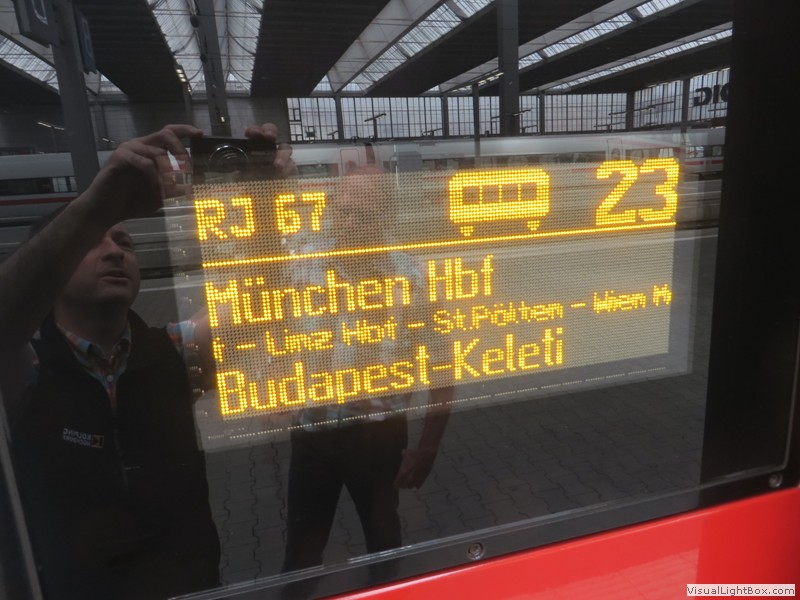 RJ 67 23
München Hbf
- Linz Hbf - St.Pölten - Wien M
Budapest-Keleti
VisualLightBox.com